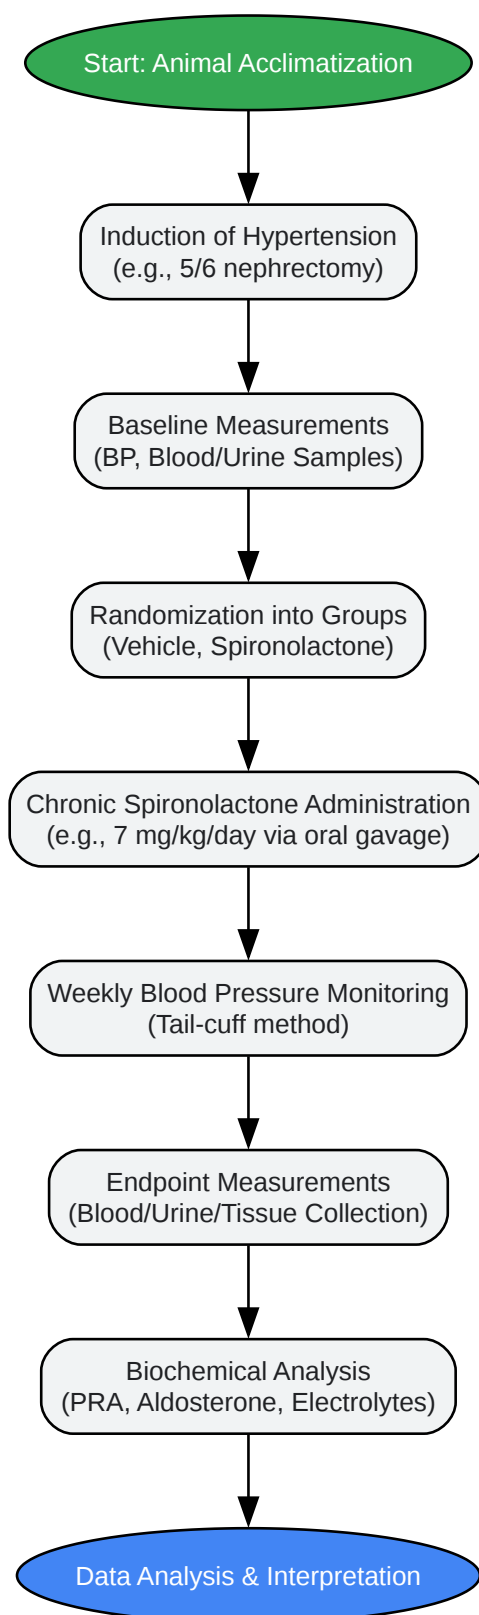 Start: Animal Acclimatization
Induction of Hypertension
(e.g., 5/6 nephrectomy)
Baseline Measurements
(BP, Blood/Urine Samples)
Randomization into Groups
(Vehicle, Spironolactone)
Chronic Spironolactone Administration
(e.g., 7 mg/kg/day via oral gavage)
Weekly Blood Pressure Monitoring
(Tail-cuff method)
Endpoint Measurements
(Blood/Urine/Tissue Collection)
Biochemical Analysis
(PRA, Aldosterone, Electrolytes)
Data Analysis & Interpretation